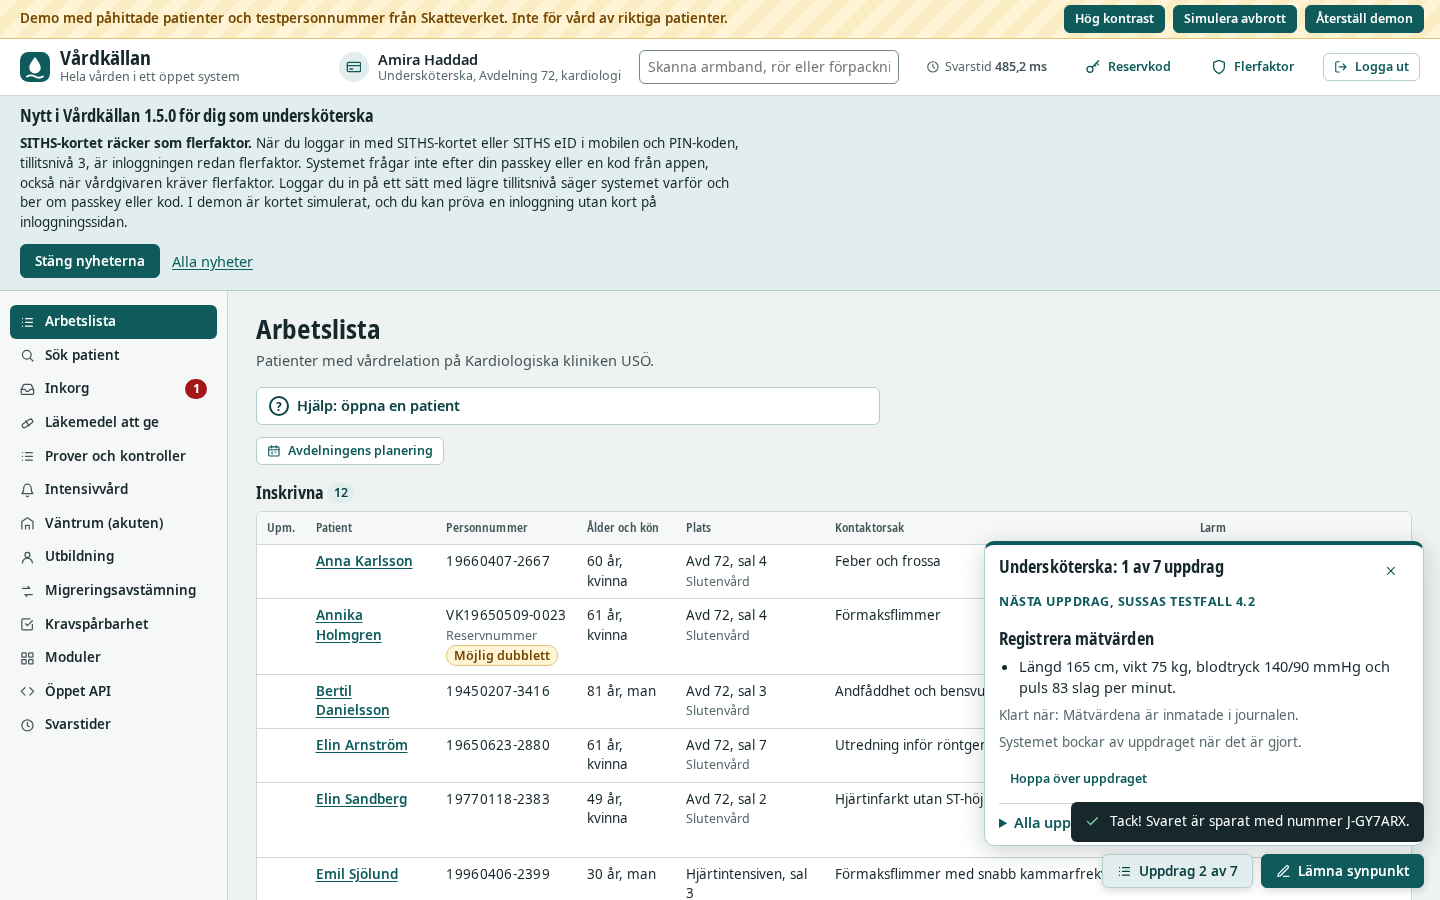 Demo med påhittade patienter och testpersonnummer från Skatteverket. Inte för vård av riktiga patienter.
Hög kontrast
Simulera avbrott
Återställ demon
Vårdkällan
Hela vården i ett öppet system
Amira Haddad
Undersköterska, Avdelning 72, kardiologi
Skanna armband, rör eller förpackni
Svarstid 485,2 ms
Reservkod
Flerfaktor
Logga ut
Nytt i Vårdkällan 1.5.0 för dig som undersköterska
SITHS-kortet räcker som flerfaktor. När du loggar in med SITHS-kortet eller SITHS eID i mobilen och PIN-koden,
tillitsnivå 3, är inloggningen redan flerfaktor. Systemet frågar inte efter din passkey eller en kod från appen,
också när vårdgivaren kräver flerfaktor. Loggar du in på ett sätt med lägre tillitsnivå säger systemet varför och
ber om passkey eller kod. I demon är kortet simulerat, och du kan pröva en inloggning utan kort på
inloggningssidan.
Stäng nyheterna
Alla nyheter
Arbetslista
Sök patient
Inkorg
1
Läkemedel att ge
Prover och kontroller
Intensivvård
Väntrum (akuten)
Utbildning
Migreringsavstämning
Kravspårbarhet
Moduler
Öppet API
Svarstider
Arbetslista
Patienter med vårdrelation på Kardiologiska kliniken USÖ.
Hjälp: öppna en patient
Avdelningens planering
Inskrivna 12
Upm.
Patient
Personnummer
Ålder och kön
Plats
Kontaktorsak
Larm
Anna Karlsson
19660407-2667
60 år,
kvinna
Avd 72, sal 4
Slutenvård
Feber och frossa
Annika
Holmgren
VK19650509-0023
Reservnummer
Möjlig dubblett
61 år,
kvinna
Avd 72, sal 4
Slutenvård
Förmaksflimmer
Bertil
Danielsson
19450207-3416
81 år, man
Avd 72, sal 3
Slutenvård
Andfåddhet och bensvu
Elin Arnström
19650623-2880
61 år,
kvinna
Avd 72, sal 7
Slutenvård
Utredning inför röntger
Elin Sandberg
19770118-2383
49 år,
kvinna
Avd 72, sal 2
Slutenvård
Hjärtinfarkt utan ST-höj
Emil Sjölund
19960406-2399
30 år, man
Hjärtintensiven, sal
3
Förmaksflimmer med snabb kammarfrekv
Undersköterska: 1 av 7 uppdrag
NÄSTA UPPDRAG, SUSSAS TESTFALL 4.2
Registrera mätvärden
Längd 165 cm, vikt 75 kg, blodtryck 140/90 mmHg och
puls 83 slag per minut.
Klart när: Mätvärdena är inmatade i journalen.
Systemet bockar av uppdraget när det är gjort.
Hoppa över uppdraget
Alla upp
Tack! Svaret är sparat med nummer J-GY7ARX.
Uppdrag 2 av 7
Lämna synpunkt